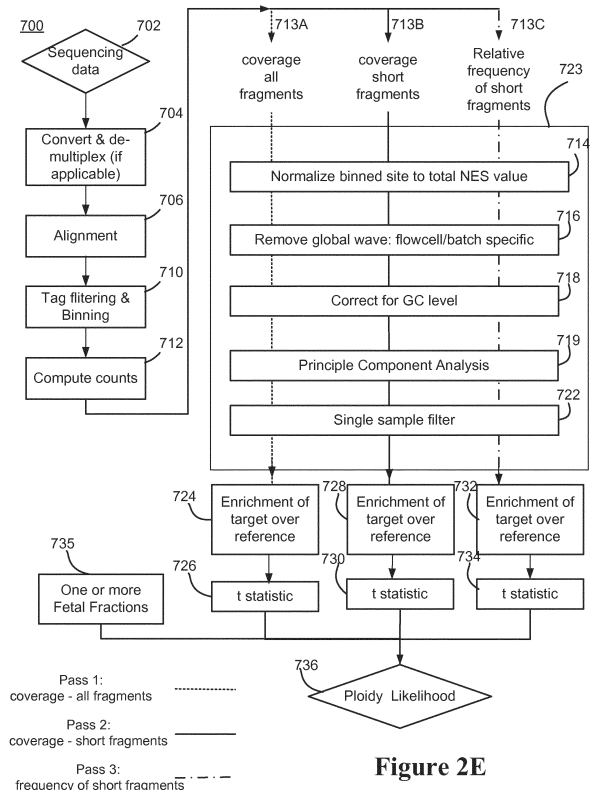 700
702
Sequencing
data
704
Convert & de-
multiplex (if
applicable)
706
Alignment
710
Tag flitering &
Binning
712
Compute counts
713A
713B
713C
coverage
all
fragments
coverage
short
fragments
Relative
frequency
of short
fragments
723
714
Normalize binned site to total NES value
716
Remove global wave: flowcell/batch specific
718
Correct for GC level
719
Principle Component Analysis
722
Single sample filter
724
Enrichment of
target over
reference
728
Enrichment of
target over
reference
732
Enrichment of
target over
reference
735
One or more
Fetal Fractions
726
t statistic
730
t statistic
734
t statistic
736
Ploidy Likelihood
Pass 1:
coverage - all fragments
Pass 2:
coverage - short fragments
Pass 3:
frequency of short fragments
Figure 2E